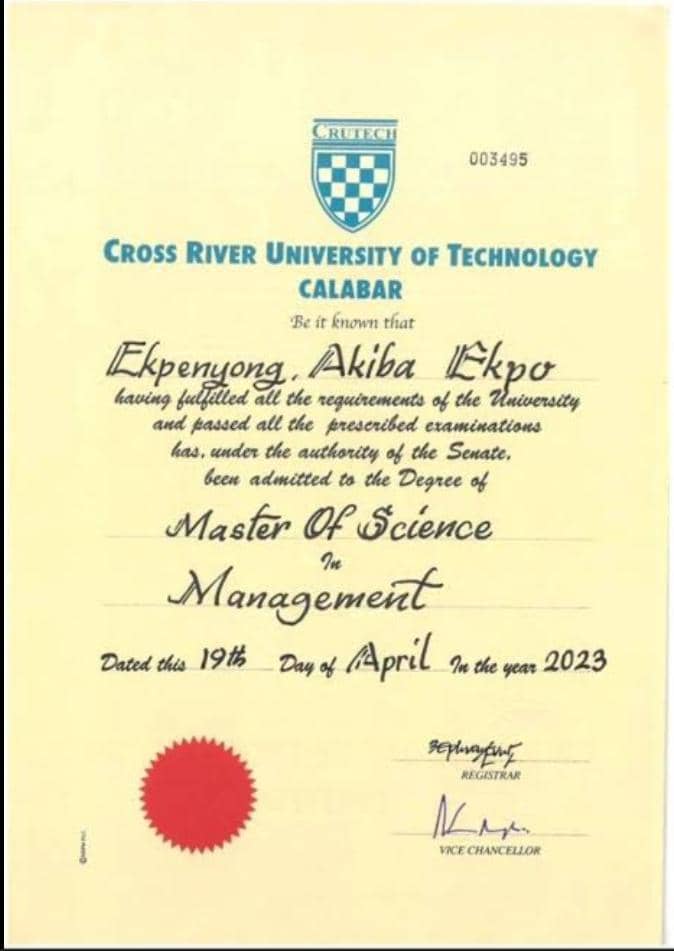 CRUTECH
003495
CROSS RIVER UNIVERSITY OF TECHNOLOGY
CALABAR
Be it known that
Ekpenyong, Akiba Ekpo
having fulfilled all the requirements of the University
and passed all the prescribed examinations
has, under the authority of the Senate,
been admitted to the Degree of
Master Of Science
In
Management
Dated this 19th Day of April In the year 2023
REGISTRAR
VICE CHANCELLOR